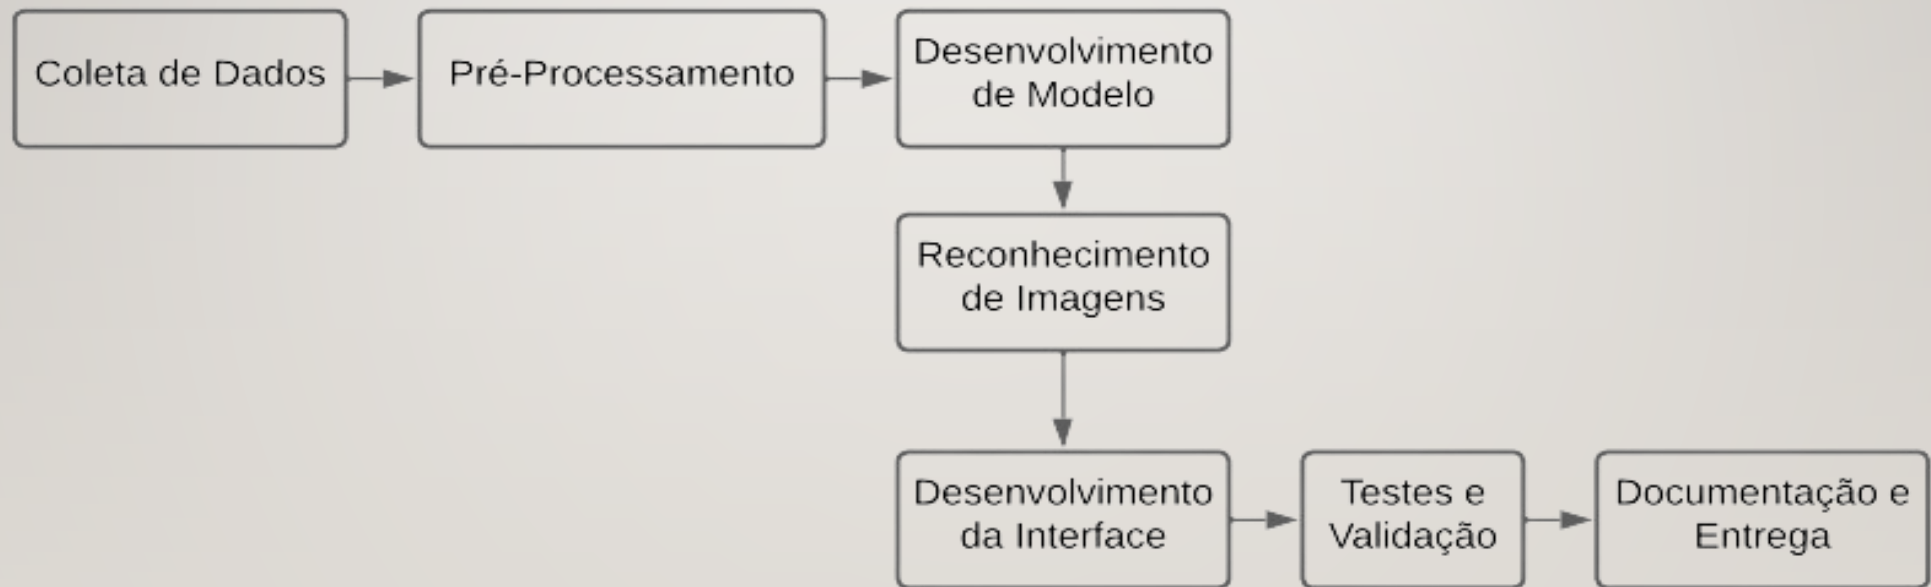 Coleta de Dados
Pré-Processamento
Desenvolvimento
de Modelo
Reconhecimento
de Imagens
Desenvolvimento
da Interface
Testes e
Validação
Documentação e
Entrega